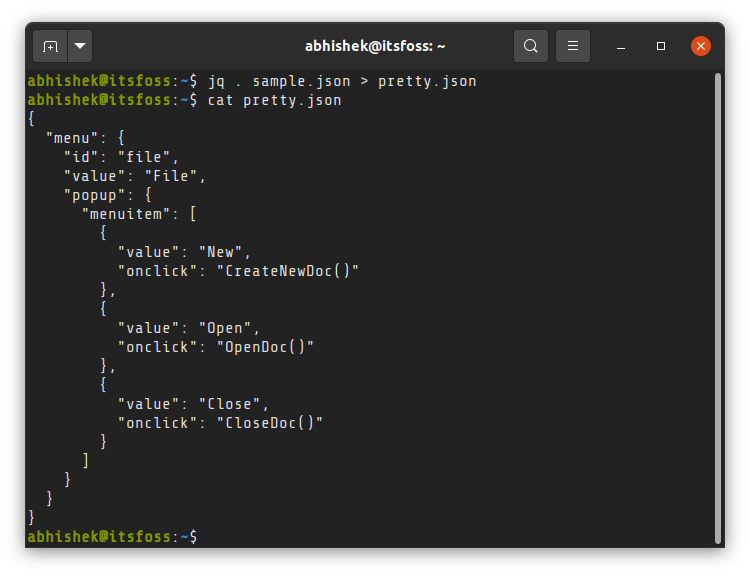 abhishek@itsfoss: ~
abhishek@itsfoss:~$ jq . sample.json > pretty.json
abhishek@itsfoss:~$ cat pretty.json
{
  "menu": {
    "id": "file",
    "value": "File",
    "popup": {
      "menuitem": [
        {
          "value": "New",
          "onclick": "CreateNewDoc()"
        },
        {
          "value": "Open",
          "onclick": "OpenDoc()"
        },
        {
          "value": "Close",
          "onclick": "CloseDoc()"
        }
      ]
    }
  }
}
abhishek@itsfoss:~$